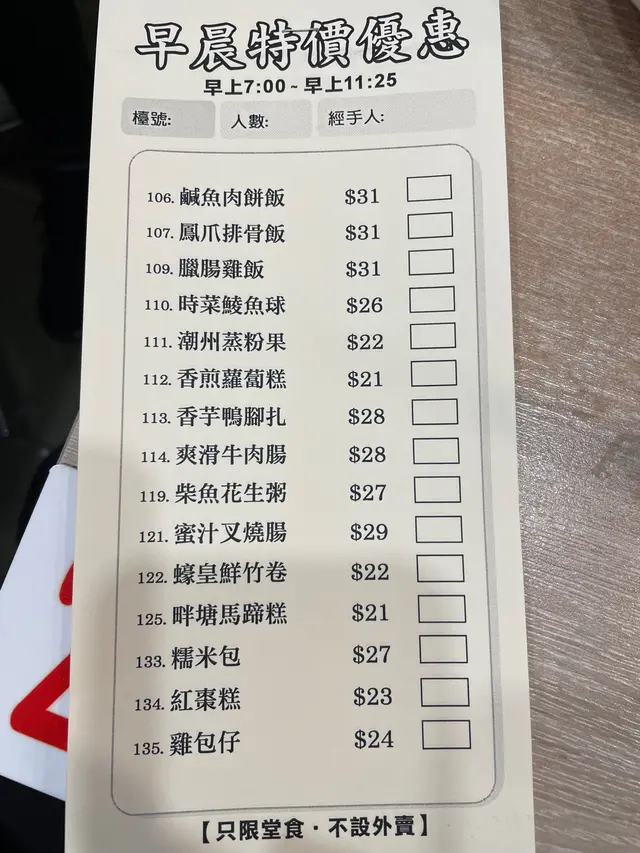 早晨特價優惠
早上7:00 ~ 早上11:25
檯號: 人數: 經手人:
106. 鹹魚肉餅飯 $31
107. 鳳爪排骨飯 $31
109. 臘腸雞飯 $31
110. 時菜鯪魚球 $26
111. 潮州蒸粉果 $22
112. 香煎蘿蔔糕 $21
113. 香芋鴨腳扎 $28
114. 爽滑牛肉腸 $28
119. 柴魚花生粥 $27
121. 蜜汁叉燒腸 $29
122. 蠔皇鮮竹卷 $22
125. 畔塘馬蹄糕 $21
133. 糯米包 $27
134. 紅棗糕 $23
135. 雞包仔 $24
【只限堂食·不設外賣】